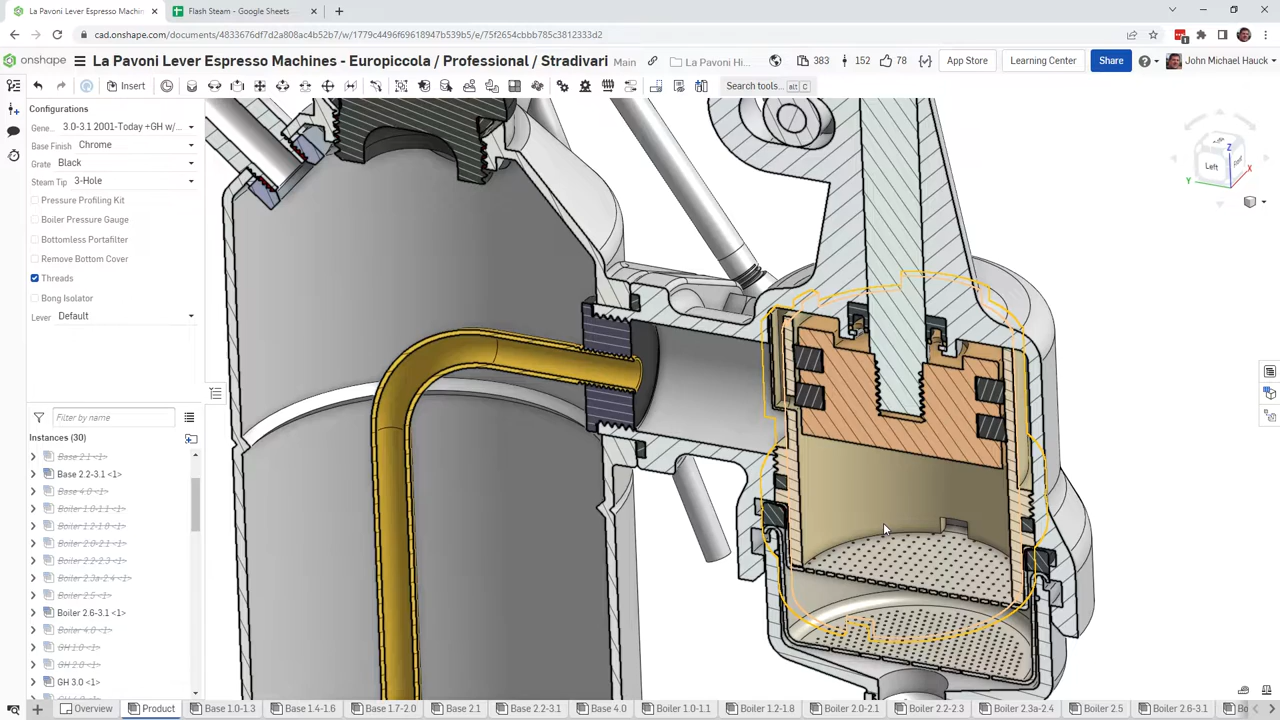 La Pavoni Lever Espresso Machines -
Flash Steam - Google Sheets
cad.onshape.com/documents/4833676df7d2a808ac4b52b7/w/1779c4496f69618947b539b5/e/75f2654cbbb785c3812333d2
onshape
La Pavoni Lever Espresso Machines - Europiccola / Professional / Stradivari
Main
La Pavoni Hi...
383
152
78
App Store
Learning Center
Share
John Michael Hauck
Insert
Search tools...
alt C
Configurations
Gene... 3.0-3.1 2001-Today +GH w/...
Base Finish Chrome
Grate Black
Steam Tip 3-Hole
Pressure Profiling Kit
Boiler Pressure Gauge
Bottomless Portafilter
Remove Bottom Cover
Threads
Bong Isolator
Lever Default
Filter by name
Instances (30)
Base 2.1 <1>
Base 2.2-3.1 <1>
Base 4.0 <1>
Boiler 1.0-1.1 <1>
Boiler 1.2-1.8 <1>
Boiler 2.0-2.1 <1>
Boiler 2.2-2.3 <1>
Boiler 2.3a-2.4 <1>
Boiler 2.5 <1>
Boiler 2.6-3.1 <1>
Boiler 4.0 <1>
GH 1.0 <1>
GH 2.0 <1>
GH 3.0 <1>
Z
Left
Y
X
Overview
Product
Base 1.0-1.3
Base 1.4-1.6
Base 1.7-2.0
Base 2.1
Base 2.2-3.1
Base 4.0
Boiler 1.0-1.1
Boiler 1.2-1.8
Boiler 2.0-2.1
Boiler 2.2-2.3
Boiler 2.3a-2.4
Boiler 2.5
Boiler 2.6-3.1